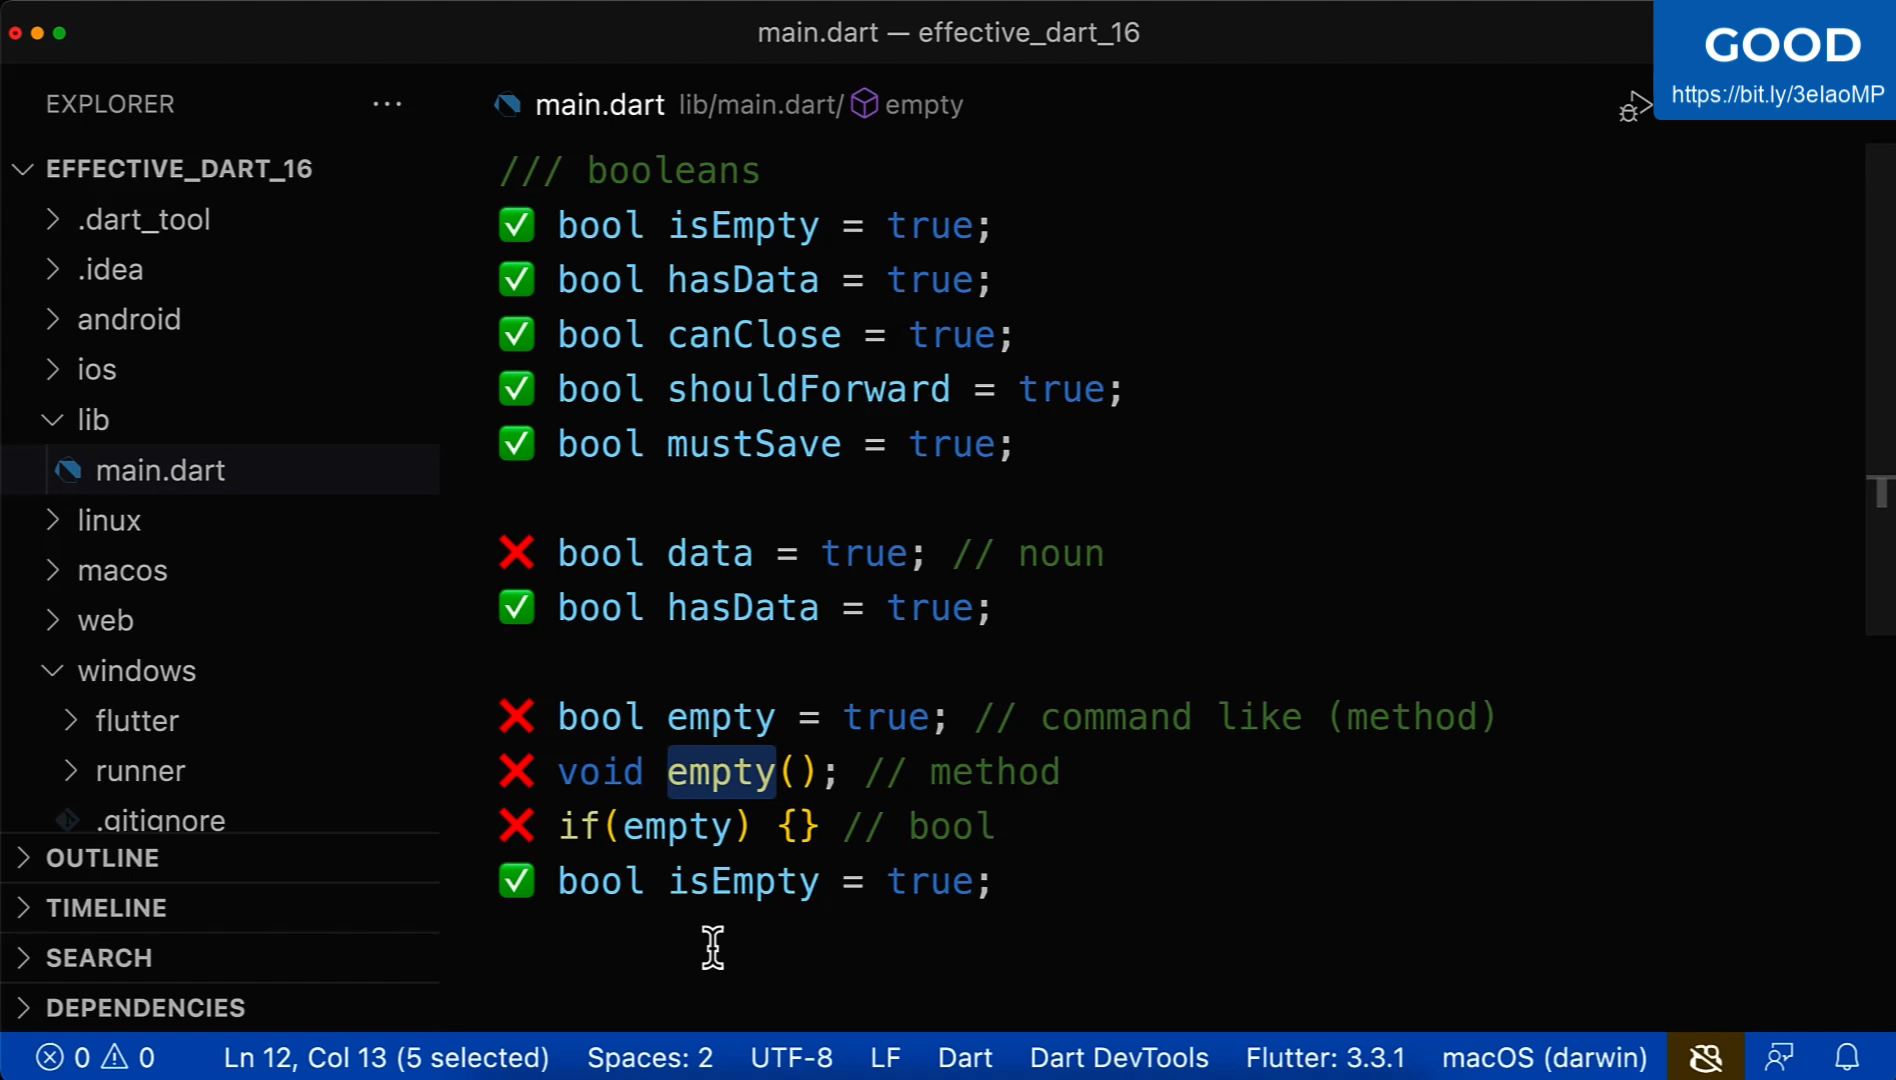 main.dart — effective_dart_16
GOOD
https://bit.ly/3eIaoMP
EXPLORER ···
main.dart lib/main.dart/ empty
EFFECTIVE_DART_16
.dart_tool
.idea
android
ios
lib
main.dart
linux
macos
web
windows
flutter
runner
.gitignore
OUTLINE
TIMELINE
SEARCH
DEPENDENCIES
/// booleans
✅ bool isEmpty = true;
✅ bool hasData = true;
✅ bool canClose = true;
✅ bool shouldForward = true;
✅ bool mustSave = true;
❌ bool data = true; // noun
✅ bool hasData = true;
❌ bool empty = true; // command like (method)
❌ void empty(); // method
❌ if(empty) {} // bool
✅ bool isEmpty = true;
0 0 Ln 12, Col 13 (5 selected) Spaces: 2 UTF-8 LF Dart Dart DevTools Flutter: 3.3.1 macOS (darwin)